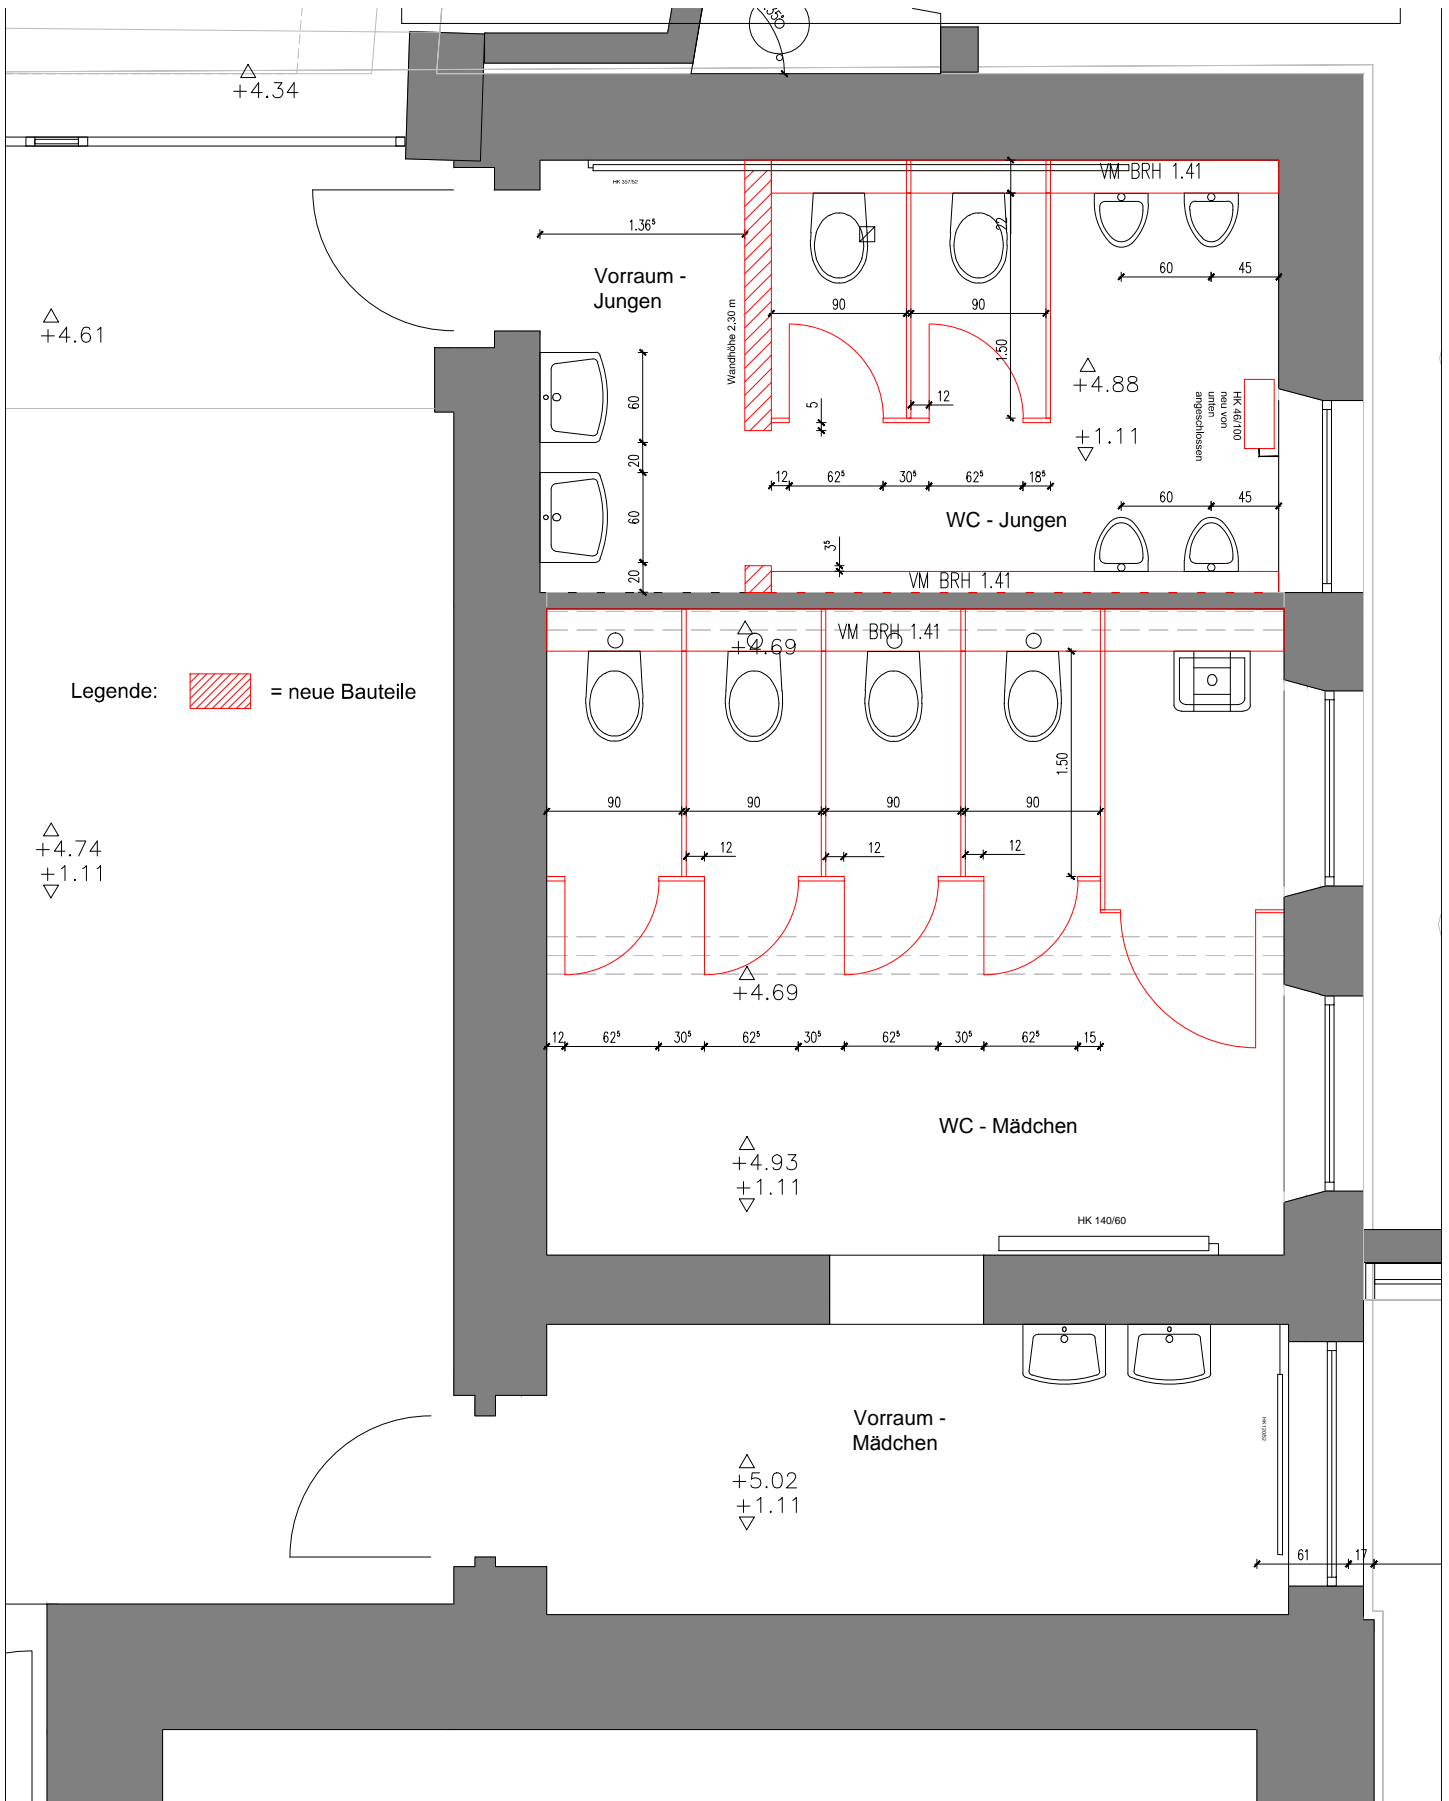 35⁵
+4.34
VM BRH 1.41
HK 397/52
1.36⁵
22
Vorraum -
Jungen
60
45
+4.61
90
90
Wandhöhe 2.30 m
1.50
+4.88
HK 46/100
neu von
unten
angeschlossen
60
5
12
+1.11
20
12
62⁵
30⁵
62⁵
18⁵
60
45
60
WC - Jungen
3⁵
20
VM BRH 1.41
VM BRH 1.41
+4.69
Legende:
= neue Bauteile
1.50
90
90
90
90
12
12
12
+4.74
+1.11
+4.69
12
62⁵
30⁵
62⁵
30⁵
62⁵
30⁵
62⁵
15
WC - Mädchen
+4.93
+1.11
HK 140/60
Vorraum -
Mädchen
+5.02
+1.11
61
17